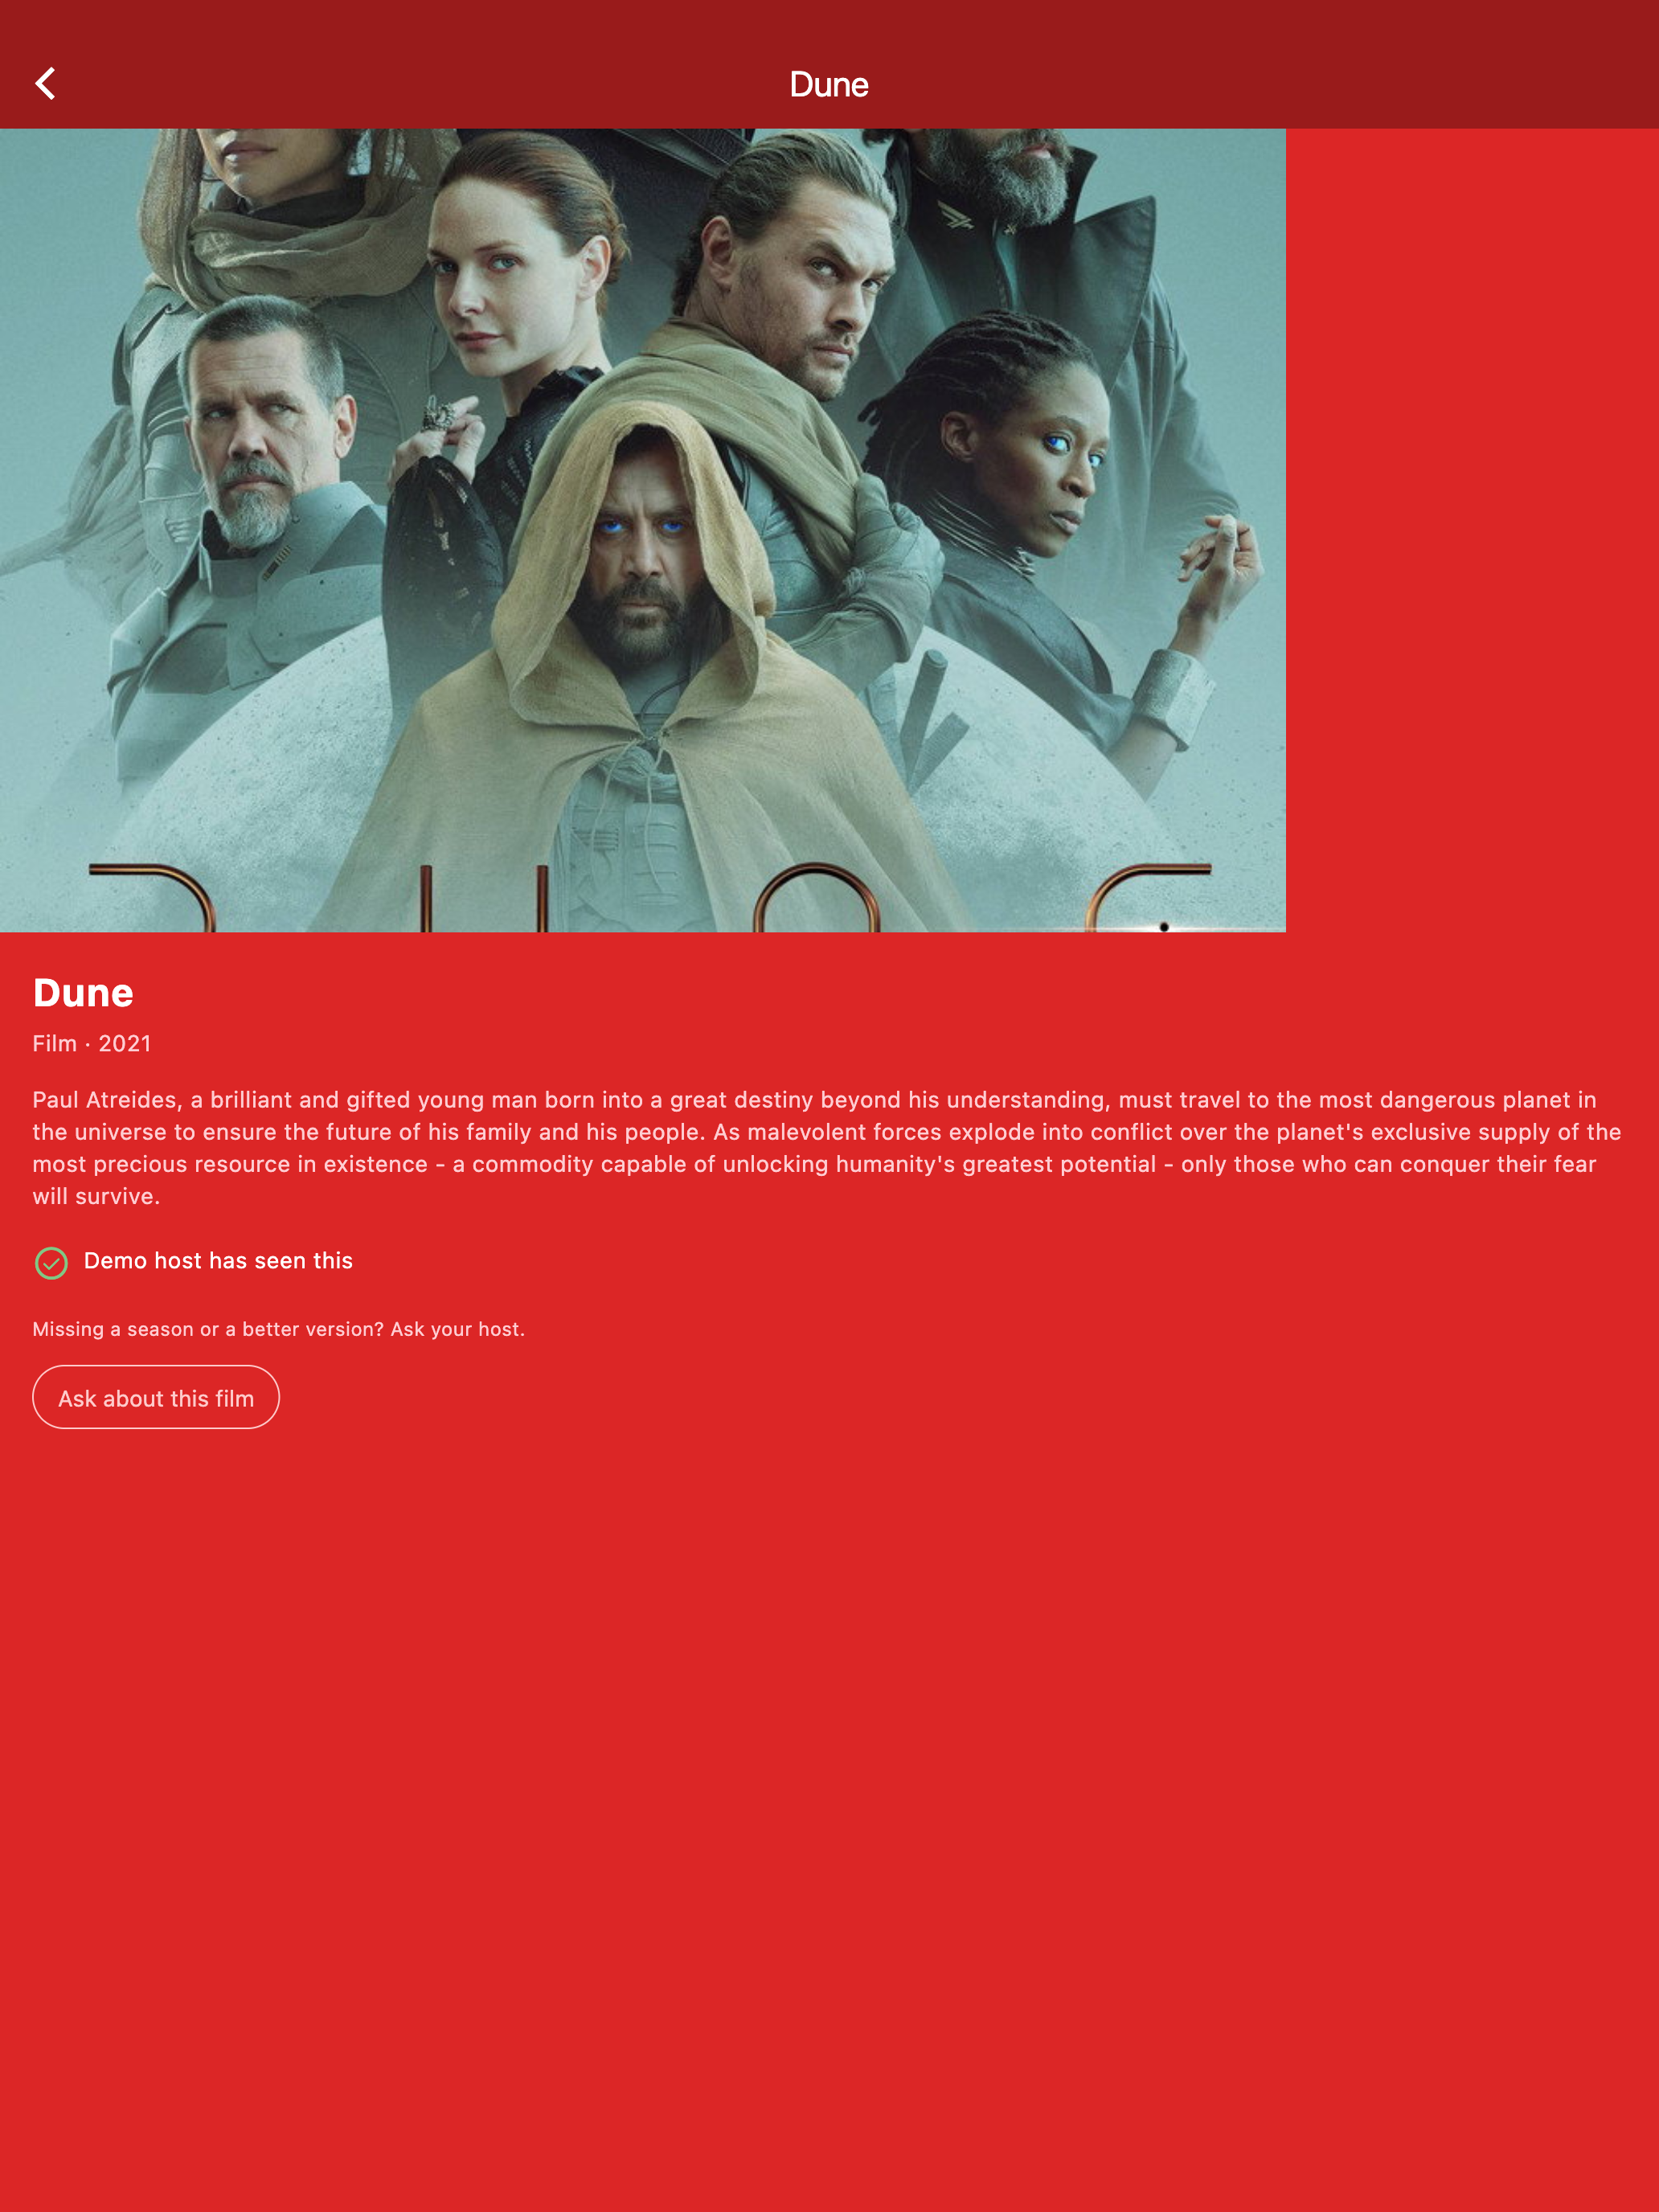 Dune
Dune
Film · 2021
Paul Atreides, a brilliant and gifted young man born into a great destiny beyond his understanding, must travel to the most dangerous planet in
the universe to ensure the future of his family and his people. As malevolent forces explode into conflict over the planet's exclusive supply of the
most precious resource in existence - a commodity capable of unlocking humanity's greatest potential - only those who can conquer their fear
will survive.
Demo host has seen this
Missing a season or a better version? Ask your host.
Ask about this film